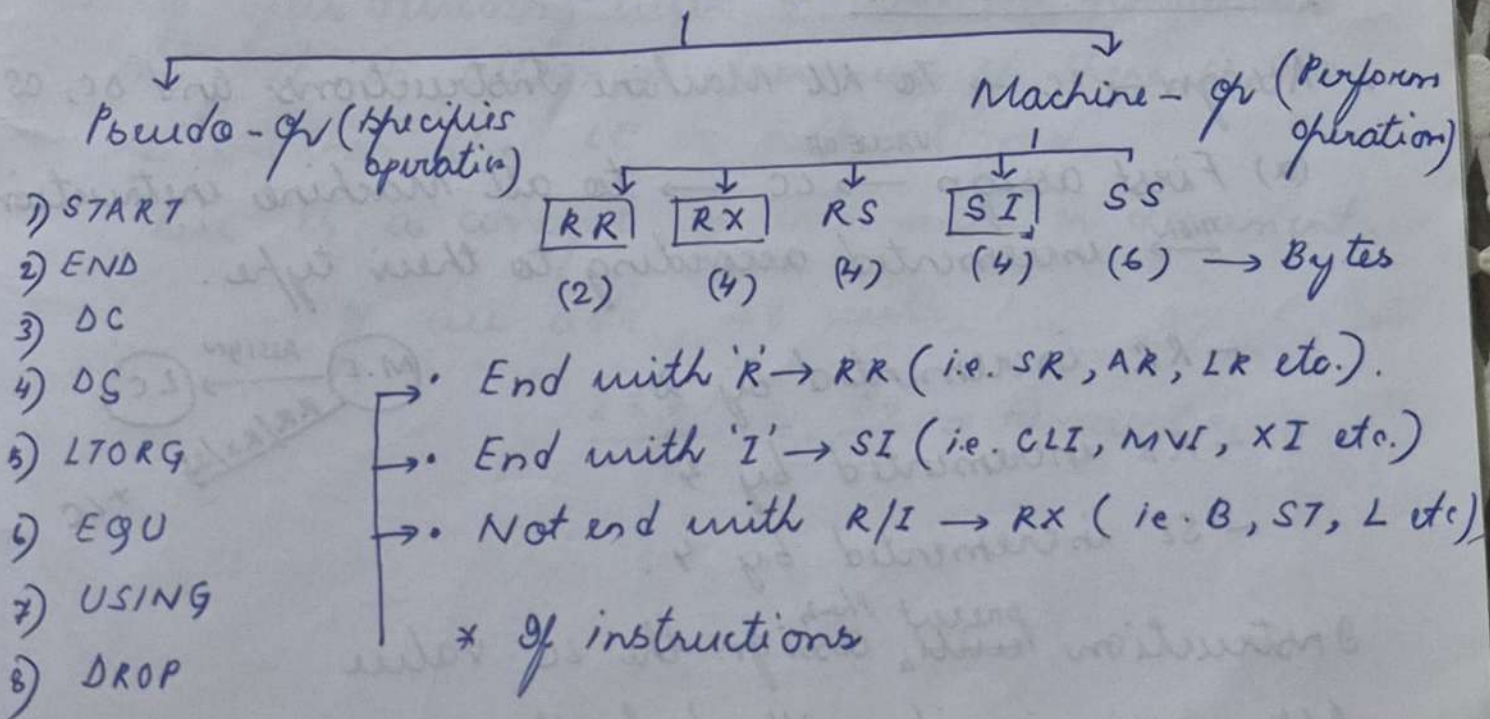 Pseudo-op (specifies operation)
Machine-op (Perform operation)
1) START
2) END
3) DC
4) DS
5) LTORG
6) EQU
7) USING
8) DROP
RR RX RS SI SS
(2) (4) (4) (4) (6) → Bytes
• End with 'R' → RR (i.e. SR, AR, LR etc.).
• End with 'I' → SI (i.e. CLI, MVI, XI etc.)
• Not end with R/I → RX (ie. B, ST, L etc)
* If instructions